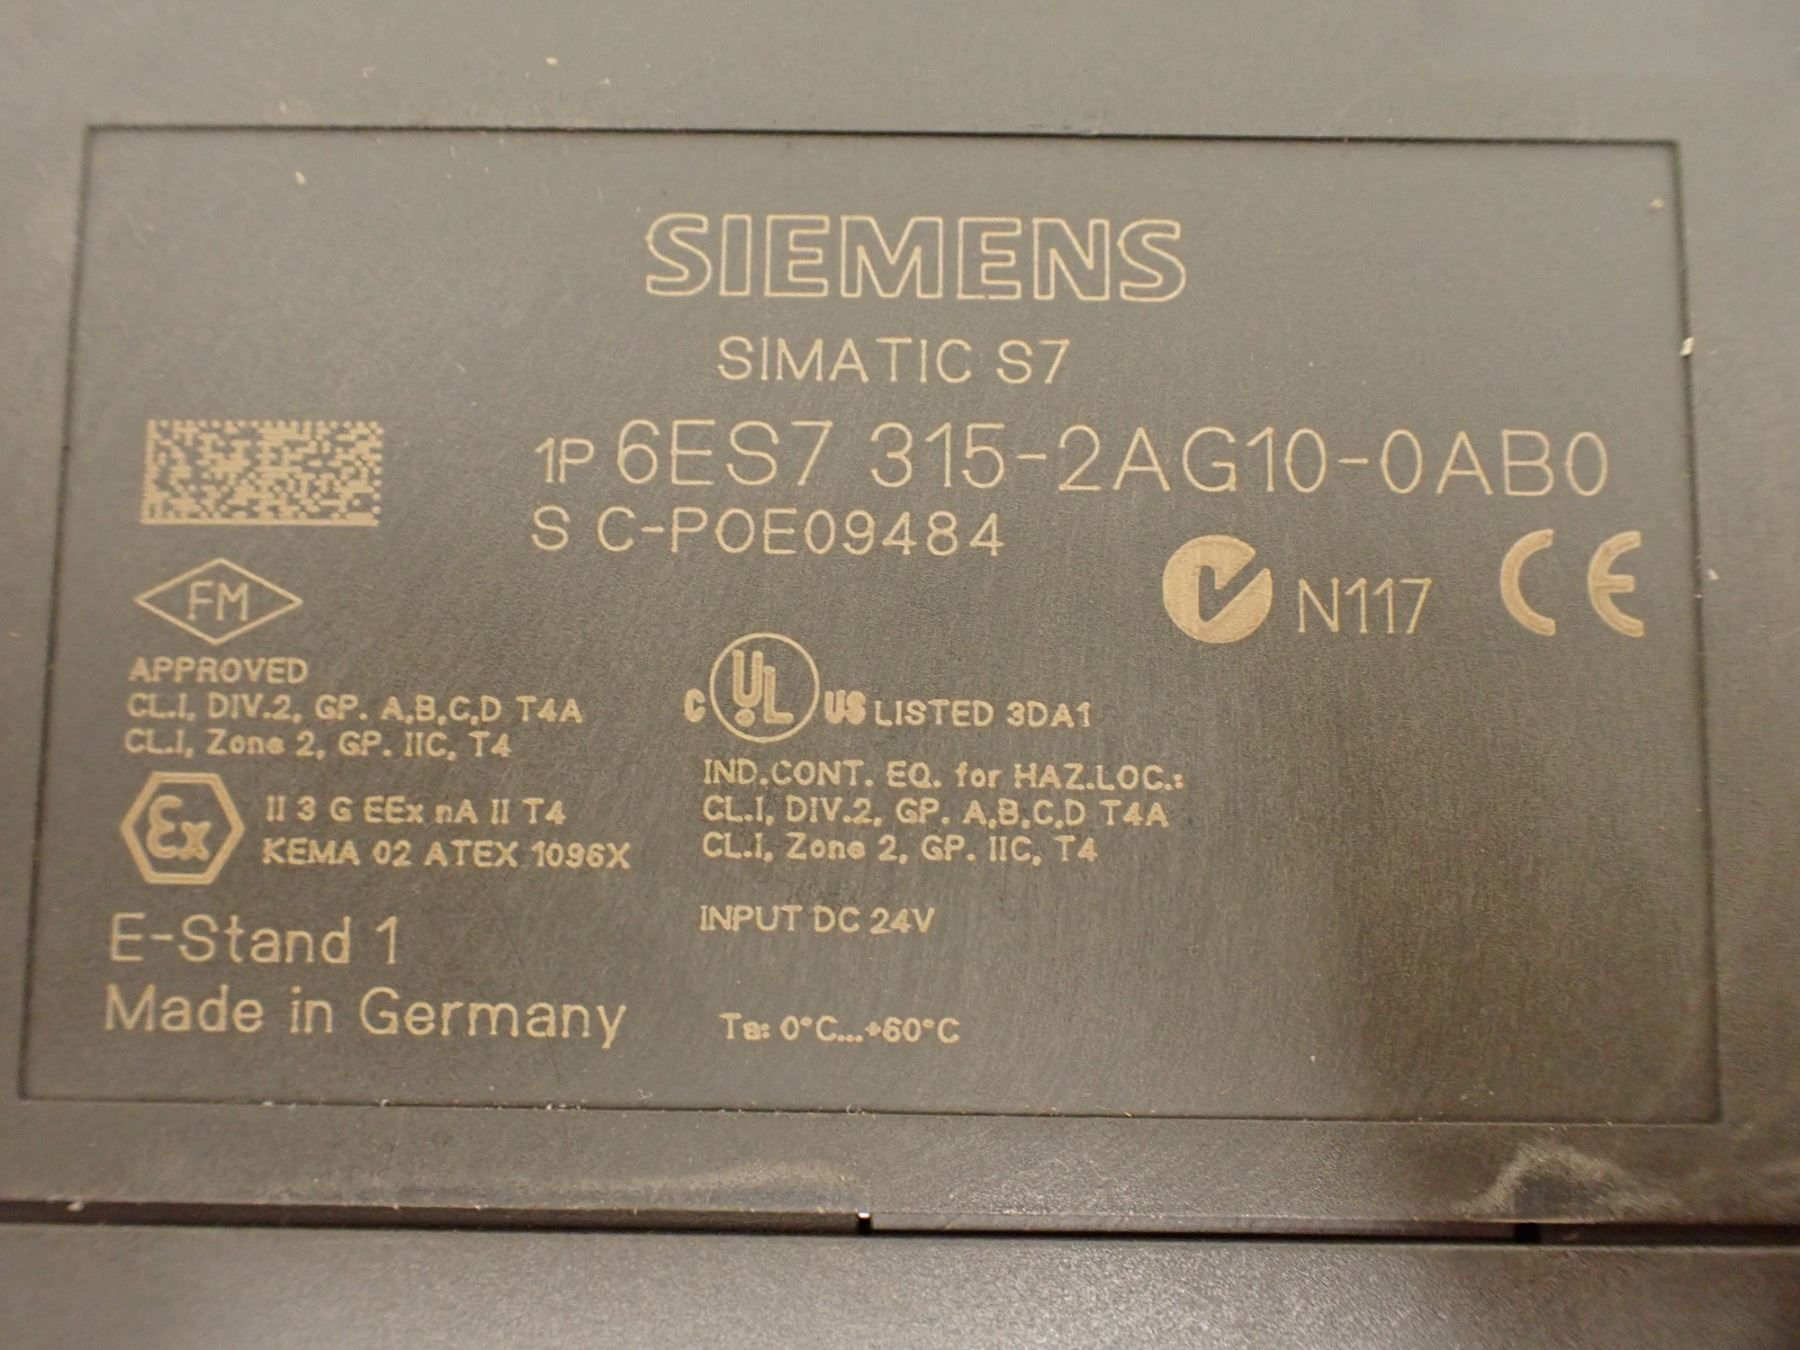 SIEMENS
SIMATIC S7
1P 6ES7 315-2AG10-0AB0
S C-POE09484
FM
N117 CE
APPROVED
CL.I, DIV.2, GP. A,B,C,D T4A
CL.I, Zone 2, GP. IIC, T4
C UL US LISTED 3DA1
IND.CONT. EQ. for HAZ.LOC.:
CL.I, DIV.2, GP. A,B,C,D T4A
CL.I, Zone 2, GP. IIC, T4
Ex II 3 G EEx nA II T4
KEMA 02 ATEX 1096X
INPUT DC 24V
E-Stand 1
Made in Germany
Ta: 0°C...+60°C